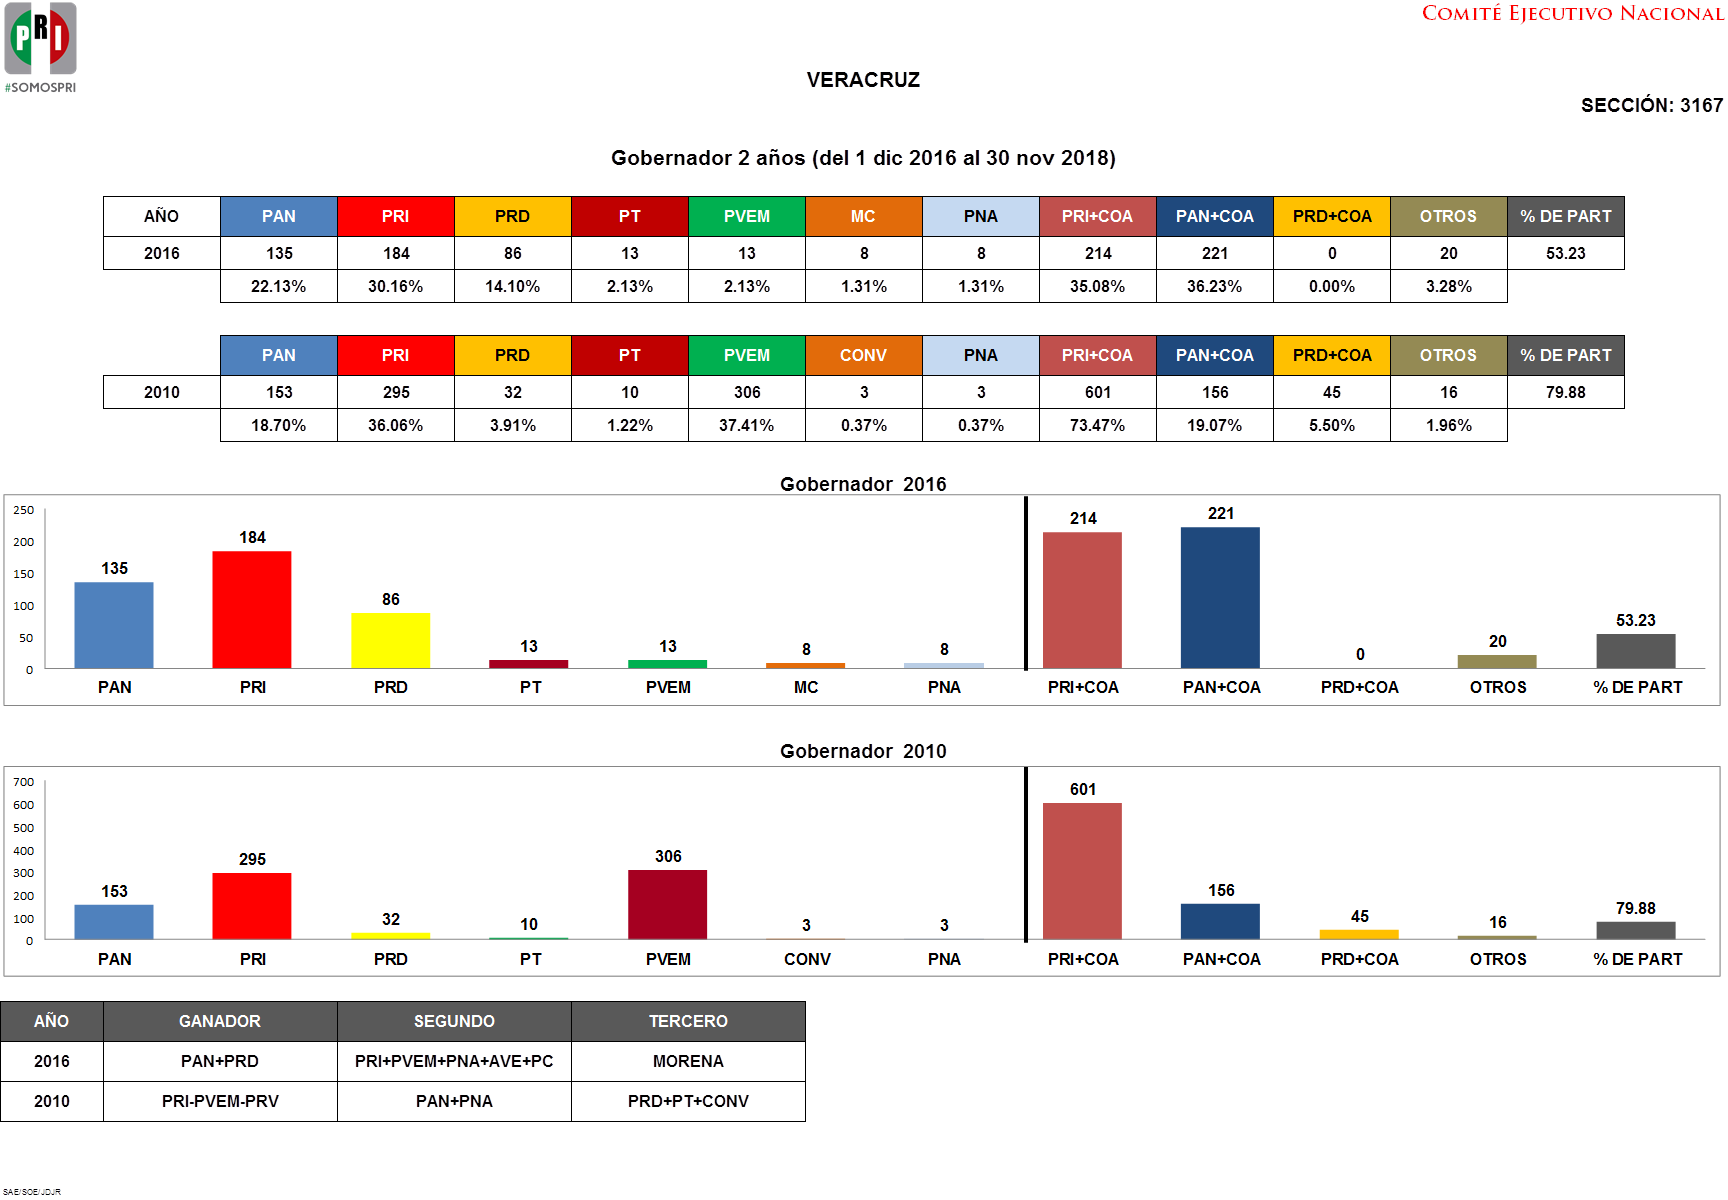 PRI
#SOMOSPRI
COMITÉ EJECUTIVO NACIONAL
VERACRUZ
SECCIÓN: 3167
Gobernador 2 años (del 1 dic 2016 al 30 nov 2018)
AÑO PAN PRI PRD PT PVEM MC PNA PRI+COA PAN+COA PRD+COA OTROS % DE PART
2016 135 184 86 13 13 8 8 214 221 0 20 53.23
22.13% 30.16% 14.10% 2.13% 2.13% 1.31% 1.31% 35.08% 36.23% 0.00% 3.28%
PAN PRI PRD PT PVEM CONV PNA PRI+COA PAN+COA PRD+COA OTROS % DE PART
2010 153 295 32 10 306 3 3 601 156 45 16 79.88
18.70% 36.06% 3.91% 1.22% 37.41% 0.37% 0.37% 73.47% 19.07% 5.50% 1.96%
Gobernador 2016
250
200
150
100
50
0
135 184 86 13 13 8 8 214 221 0 20 53.23
PAN PRI PRD PT PVEM MC PNA PRI+COA PAN+COA PRD+COA OTROS % DE PART
Gobernador 2010
700
600
500
400
300
200
100
0
153 295 32 10 306 3 3 601 156 45 16 79.88
PAN PRI PRD PT PVEM CONV PNA PRI+COA PAN+COA PRD+COA OTROS % DE PART
AÑO GANADOR SEGUNDO TERCERO
2016 PAN+PRD PRI+PVEM+PNA+AVE+PC MORENA
2010 PRI-PVEM-PRV PAN+PNA PRD+PT+CONV
SAE/SOE/JDJR